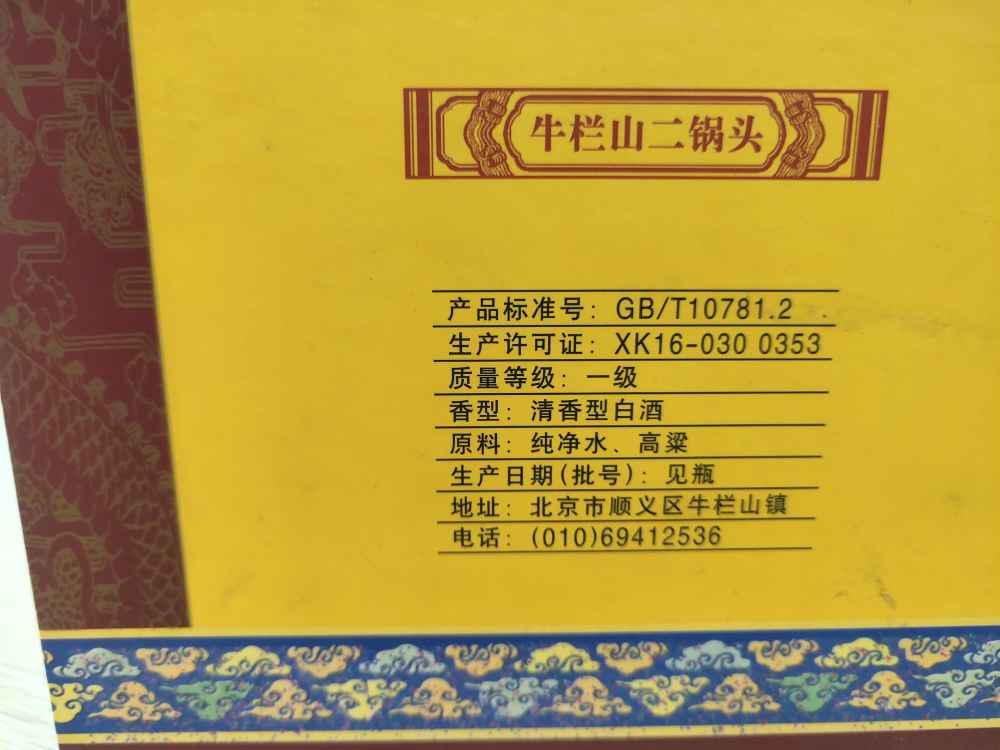 牛栏山二锅头
产品标准号: GB/T10781.2
生产许可证: XK16-030 0353
质量等级: 一级
香型: 清香型白酒
原料: 纯净水、高粱
生产日期(批号): 见瓶
地址: 北京市顺义区牛栏山镇
电话: (010)69412536